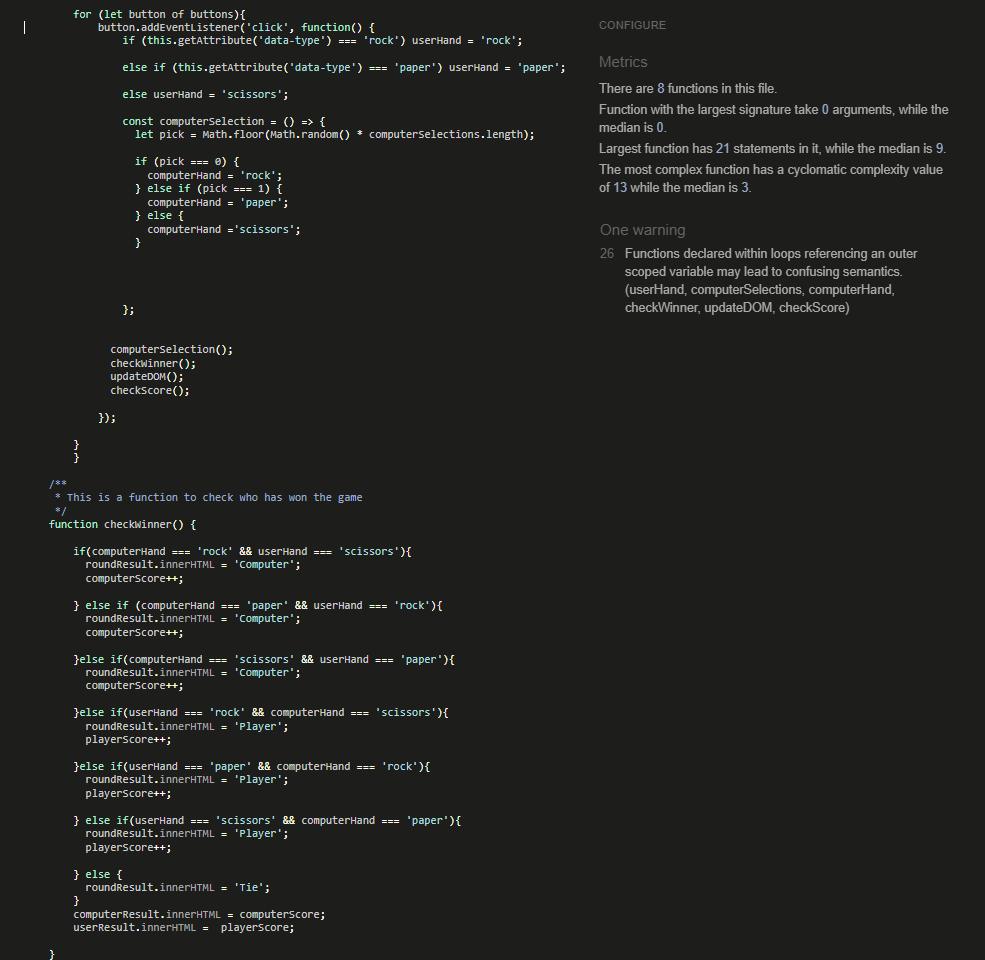 for (let button of buttons){
button.addEventListener('click', function() {
if (this.getAttribute('data-type') === 'rock') userHand = 'rock';
else if (this.getAttribute('data-type') === 'paper') userHand = 'paper';
else userHand = 'scissors';
const computerSelection = () => {
let pick = Math.floor(Math.random() * computerSelections.length);
if (pick === 0) {
computerHand = 'rock';
} else if (pick === 1) {
computerHand = 'paper';
} else {
computerHand ='scissors';
}
};
computerSelection();
checkWinner();
updateDOM();
checkScore();
});
}
}
/**
* This is a function to check who has won the game
*/
function checkWinner() {
if(computerHand === 'rock' && userHand === 'scissors'){
roundResult.innerHTML = 'Computer';
computerScore++;
} else if (computerHand === 'paper' && userHand === 'rock'){
roundResult.innerHTML = 'Computer';
computerScore++;
}else if(computerHand === 'scissors' && userHand === 'paper'){
roundResult.innerHTML = 'Computer';
computerScore++;
}else if(userHand === 'rock' && computerHand === 'scissors'){
roundResult.innerHTML = 'Player';
playerScore++;
}else if(userHand === 'paper' && computerHand === 'rock'){
roundResult.innerHTML = 'Player';
playerScore++;
} else if(userHand === 'scissors' && computerHand === 'paper'){
roundResult.innerHTML = 'Player';
playerScore++;
} else {
roundResult.innerHTML = 'Tie';
}
computerResult.innerHTML = computerScore;
userResult.innerHTML =  playerScore;
}
CONFIGURE
Metrics
There are 8 functions in this file.
Function with the largest signature take 0 arguments, while the
median is 0.
Largest function has 21 statements in it, while the median is 9.
The most complex function has a cyclomatic complexity value
of 13 while the median is 3.
One warning
26 Functions declared within loops referencing an outer
scoped variable may lead to confusing semantics.
(userHand, computerSelections, computerHand,
checkWinner, updateDOM, checkScore)